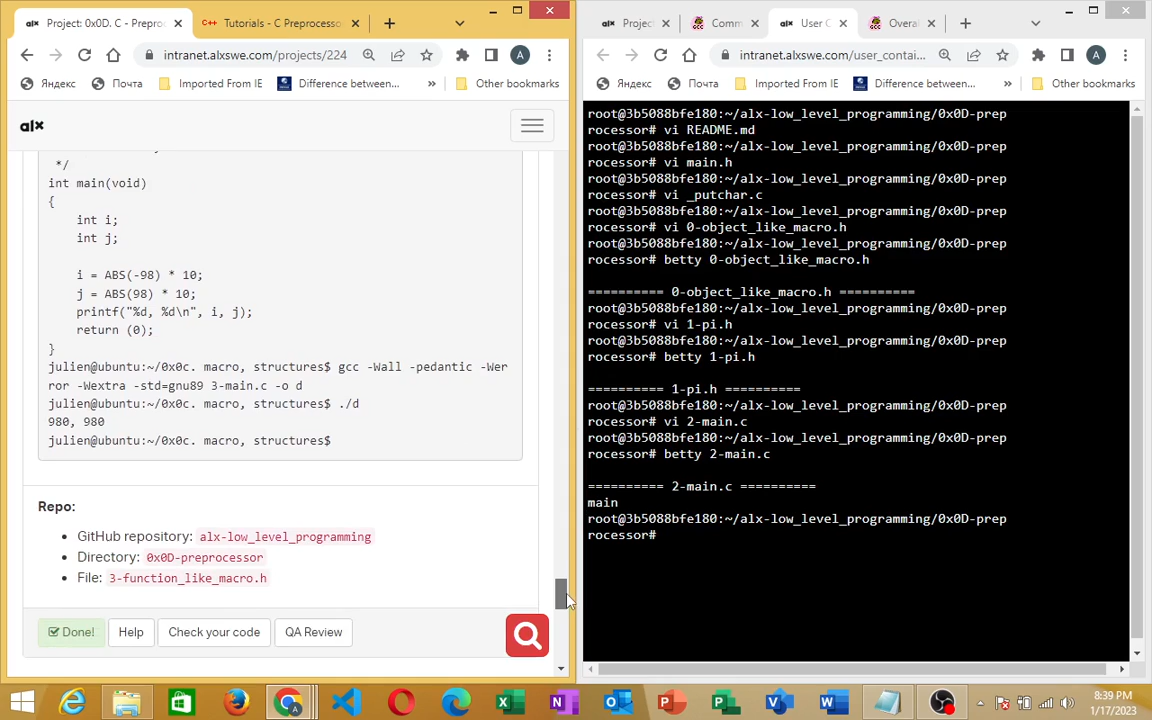 Project: 0x0D. C - Prepro
Tutorials - C Preprocessor
intranet.alxswe.com/projects/224
Яндекс
Почта
Imported From IE
Difference between...
»
Other bookmarks
alx
*/
int main(void)
{
int i;
int j;
i = ABS(-98) * 10;
j = ABS(98) * 10;
printf("%d, %d\n", i, j);
return (0);
}
julien@ubuntu:~/0x0c. macro, structures$ gcc -Wall -pedantic -Wer
ror -Wextra -std=gnu89 3-main.c -o d
julien@ubuntu:~/0x0c. macro, structures$ ./d
980, 980
julien@ubuntu:~/0x0c. macro, structures$
Repo:
GitHub repository: alx-low_level_programming
Directory: 0x0D-preprocessor
File: 3-function_like_macro.h
Done!
Help
Check your code
QA Review
Project
Comm
User C
Overal
intranet.alxswe.com/user_contai...
Яндекс
Почта
Imported From IE
Difference between...
»
Other bookmarks
root@3b5088bfe180:~/alx-low_level_programming/0x0D-prep
rocessor# vi README.md
root@3b5088bfe180:~/alx-low_level_programming/0x0D-prep
rocessor# vi main.h
root@3b5088bfe180:~/alx-low_level_programming/0x0D-prep
rocessor# vi _putchar.c
root@3b5088bfe180:~/alx-low_level_programming/0x0D-prep
rocessor# vi 0-object_like_macro.h
root@3b5088bfe180:~/alx-low_level_programming/0x0D-prep
rocessor# betty 0-object_like_macro.h
========== 0-object_like_macro.h ==========
root@3b5088bfe180:~/alx-low_level_programming/0x0D-prep
rocessor# vi 1-pi.h
root@3b5088bfe180:~/alx-low_level_programming/0x0D-prep
rocessor# betty 1-pi.h
========== 1-pi.h ==========
root@3b5088bfe180:~/alx-low_level_programming/0x0D-prep
rocessor# vi 2-main.c
root@3b5088bfe180:~/alx-low_level_programming/0x0D-prep
rocessor# betty 2-main.c
========== 2-main.c ==========
main
root@3b5088bfe180:~/alx-low_level_programming/0x0D-prep
rocessor#
8:39 PM
1/17/2023